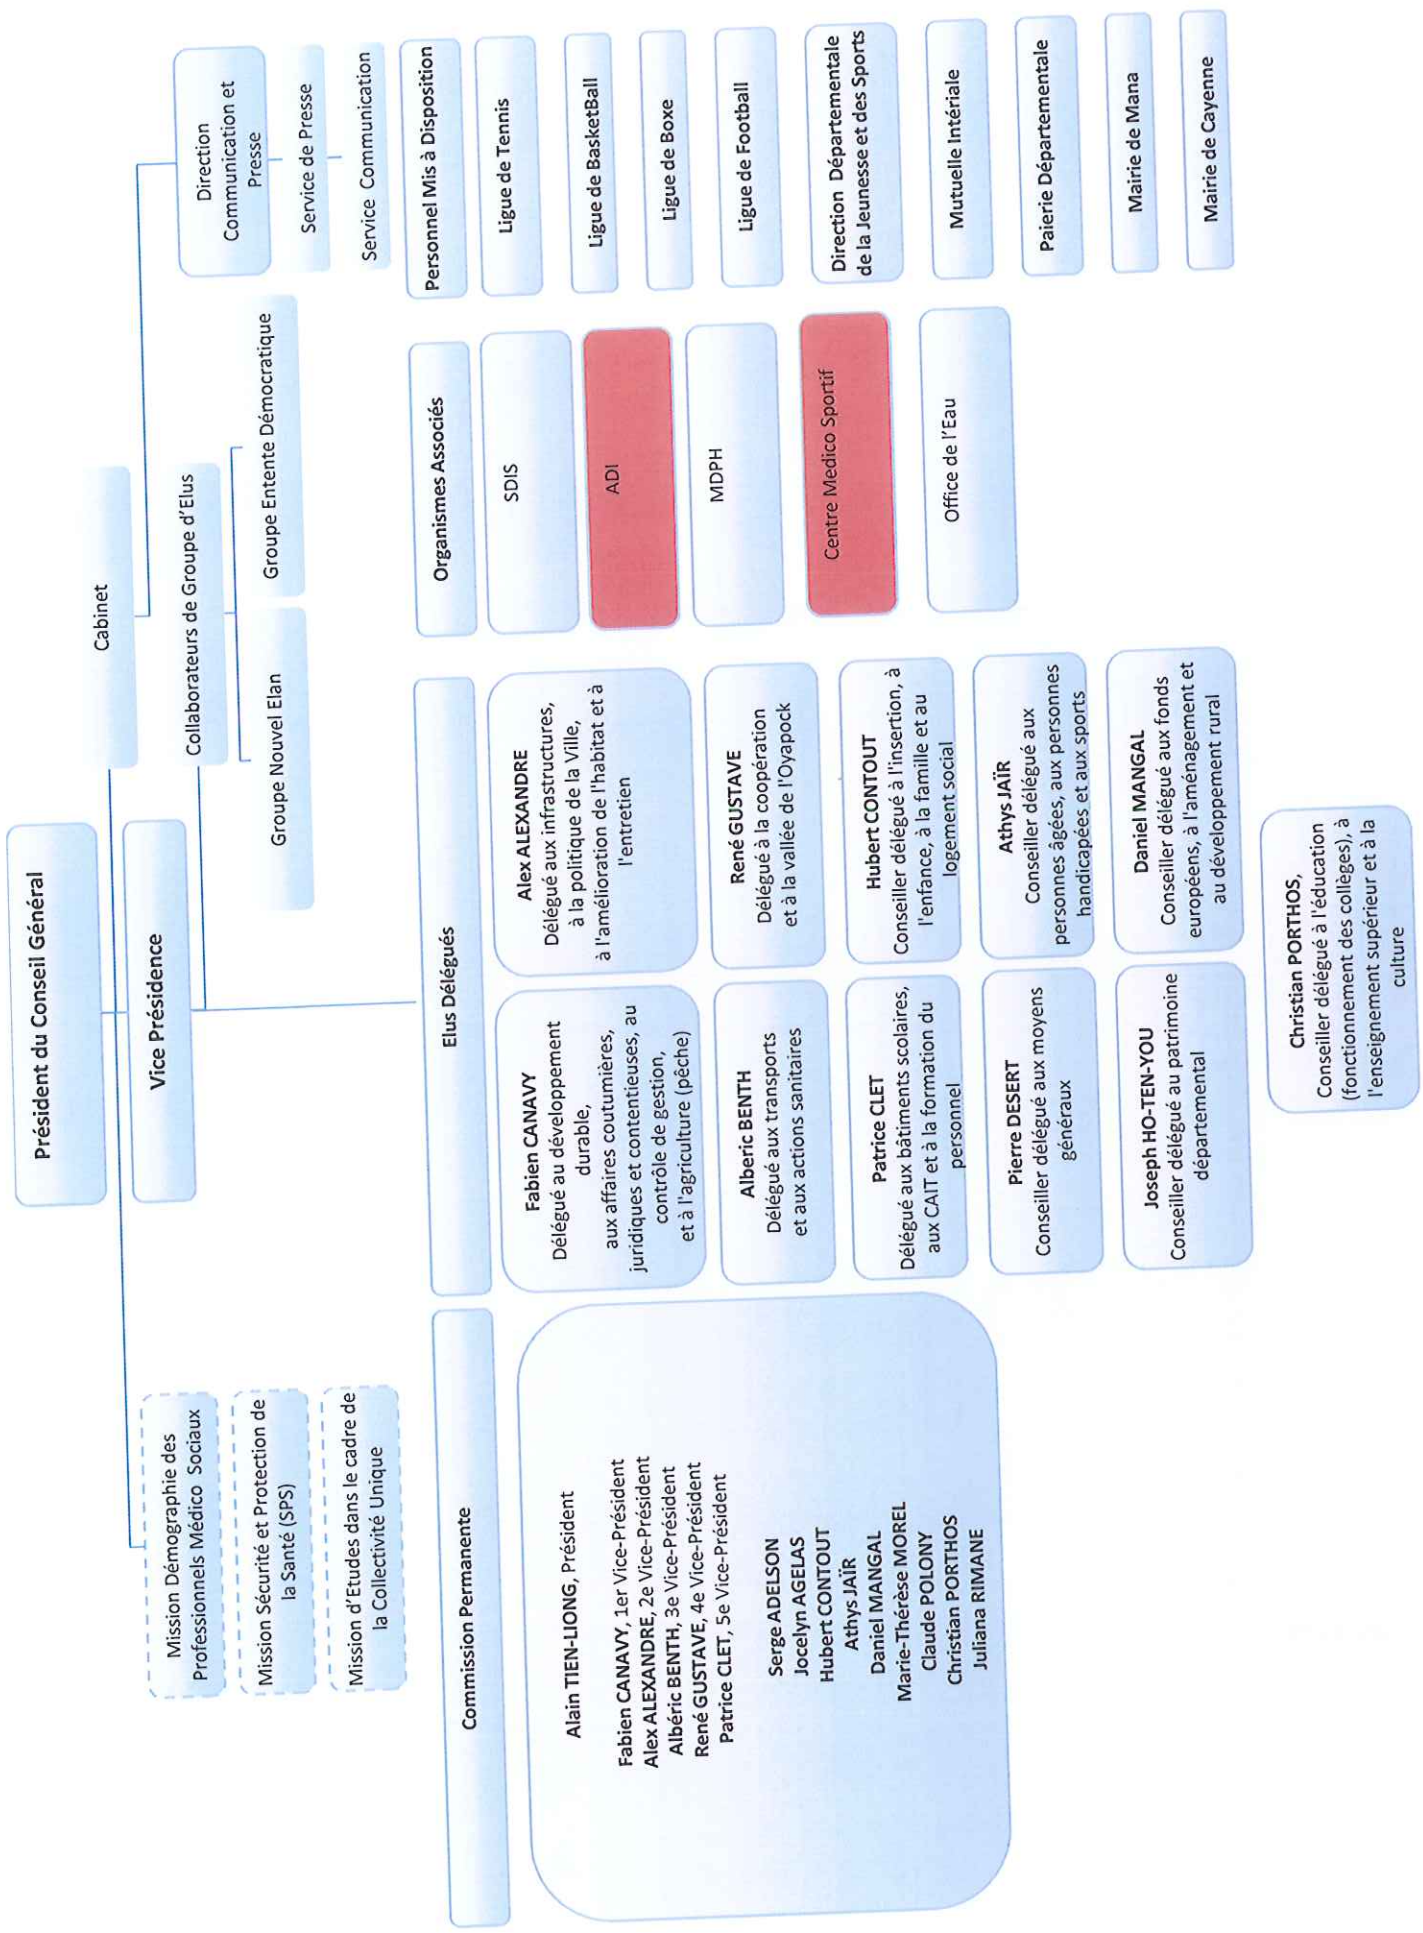 Président du Conseil Général
Vice Présidence
Cabinet
Collaborateurs de Groupe d'Elus
Groupe Nouvel Elan
Groupe Entente Démocratique
Direction
Communication et
Presse
Service de Presse
Service Communication
Mission Démographie des
Professionnels Médico Sociaux
Mission Sécurité et Protection de
la Santé (SPS)
Mission d'Etudes dans le cadre de
la Collectivité Unique
Commission Permanente
Alain TIEN-LIONG, Président
Fabien CANAVY, 1er Vice-Président
Alex ALEXANDRE, 2e Vice-Président
Albéric BENTH, 3e Vice-Président
René GUSTAVE, 4e Vice-Président
Patrice CLET, 5e Vice-Président
Serge ADELSON
Jocelyn AGELAS
Hubert CONTOUT
Athys JAÏR
Daniel MANGAL
Marie-Thérèse MOREL
Claude POLONY
Christian PORTHOS
Juliana RIMANE
Elus Délégués
Fabien CANAVY
Délégué au développement
durable,
aux affaires coutumières,
juridiques et contentieuses, au
contrôle de gestion,
et à l'agriculture (pêche)
Alex ALEXANDRE
Délégué aux infrastructures,
à la politique de la Ville,
à l'amélioration de l'habitat et à
l'entretien
Alberic BENTH
Délégué aux transports
et aux actions sanitaires
René GUSTAVE
Délégué à la coopération
et à la vallée de l'Oyapock
Patrice CLET
Délégué aux bâtiments scolaires,
aux CAIT et à la formation du
personnel
Hubert CONTOUT
Conseiller délégué à l'insertion, à
l'enfance, à la famille et au
logement social
Pierre DESERT
Conseiller délégué aux moyens
généraux
Athys JAÏR
Conseiller délégué aux
personnes âgées, aux personnes
handicapées et aux sports
Joseph HO-TEN-YOU
Conseiller délégué au patrimoine
départemental
Daniel MANGAL
Conseiller délégué aux fonds
européens, à l'aménagement et
au développement rural
Christian PORTHOS,
Conseiller délégué à l'éducation
(fonctionnement des collèges), à
l'enseignement supérieur et à la
culture
Organismes Associés
SDIS
ADI
MDPH
Centre Medico Sportif
Office de l'Eau
Personnel Mis à Disposition
Ligue de Tennis
Ligue de BasketBall
Ligue de Boxe
Ligue de Football
Direction Départementale
de la Jeunesse et des Sports
Mutuelle Intériale
Paierie Départementale
Mairie de Mana
Mairie de Cayenne